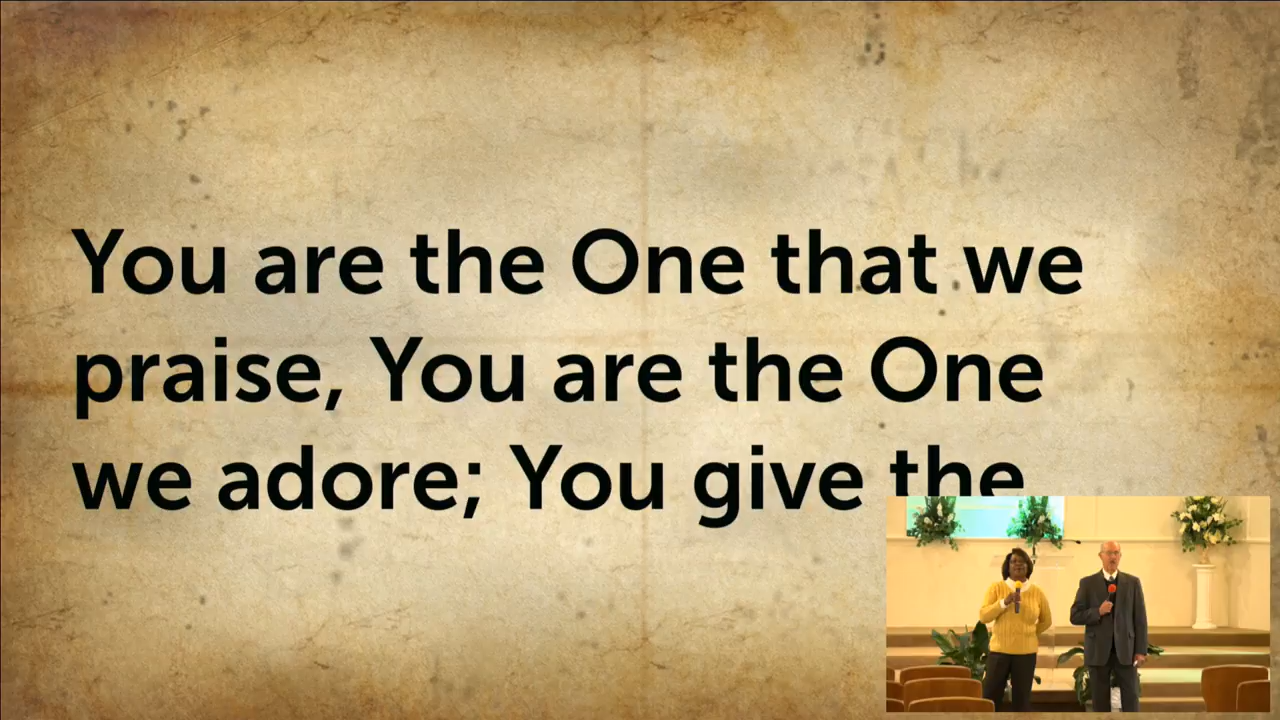 You are the One that we
praise, You are the One
we adore; You give the